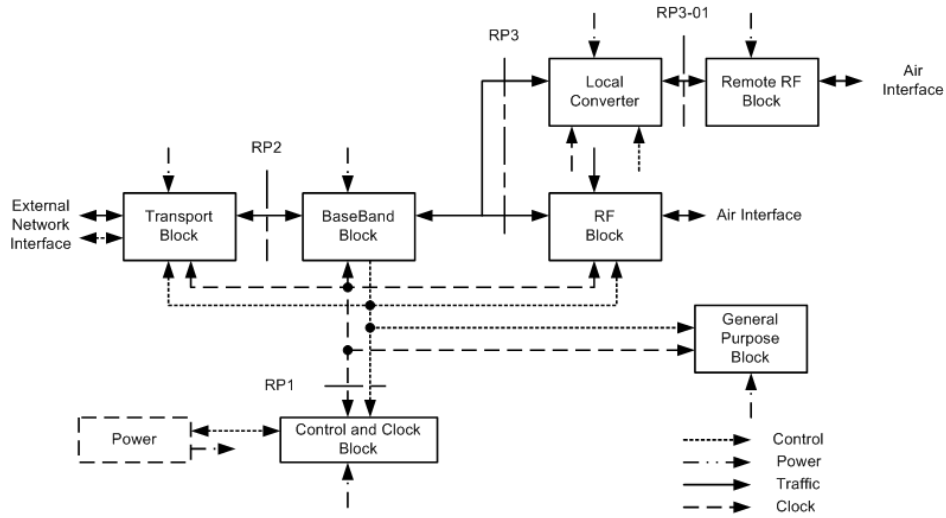 RP3-01
RP3
Local
Converter
Remote RF
Block
Air
Interface
RP2
External
Network
Interface
Transport
Block
BaseBand
Block
RF
Block
Air Interface
General
Purpose
Block
RP1
Power
Control and Clock
Block
Control
Power
Traffic
Clock